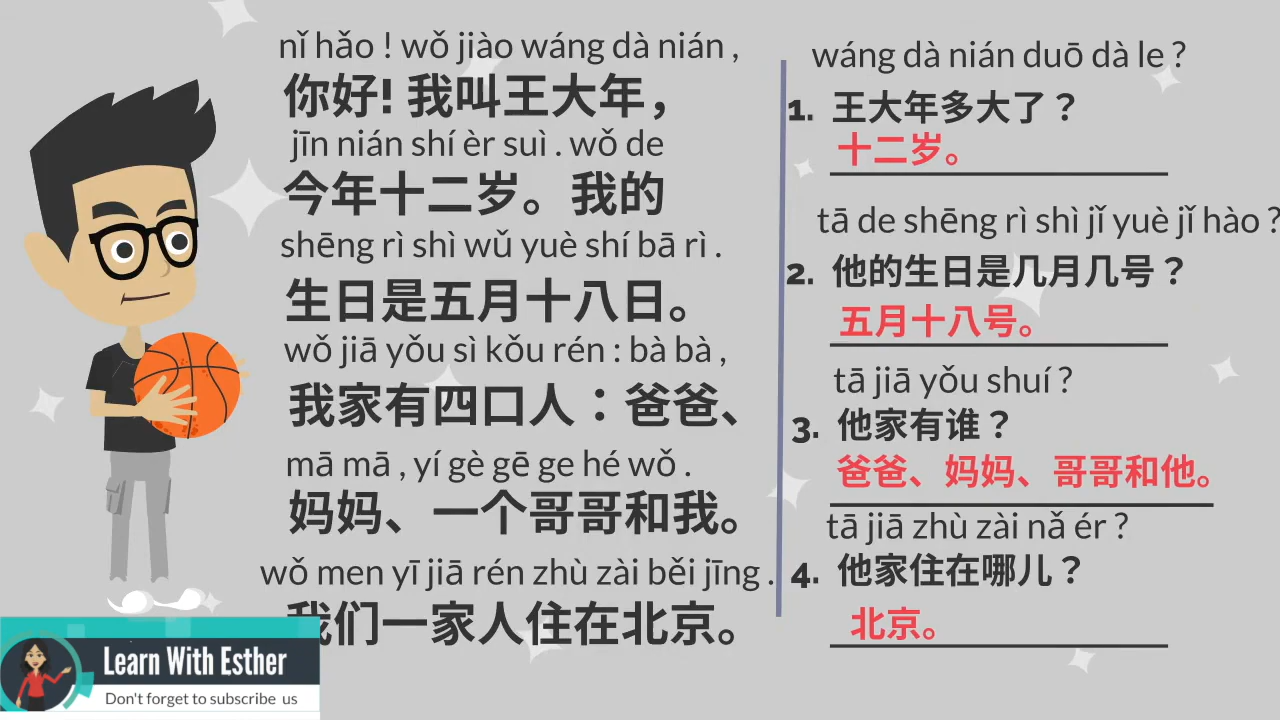 nǐ hǎo ! wǒ jiào wáng dà nián ,
你好! 我叫王大年，
jīn nián shí èr suì . wǒ de
今年十二岁。我的
shēng rì shì wǔ yuè shí bā rì .
生日是五月十八日。
wǒ jiā yǒu sì kǒu rén : bà bà ,
我家有四口人：爸爸、
mā mā , yí gè gē ge hé wǒ .
妈妈、一个哥哥和我。
wǒ men yī jiā rén zhù zài běi jīng .
我们一家人住在北京。
wáng dà nián duō dà le ?
1. 王大年多大了？
十二岁。
tā de shēng rì shì jǐ yuè jǐ hào ?
2. 他的生日是几月几号？
五月十八号。
tā jiā yǒu shuí ?
3. 他家有谁？
爸爸、妈妈、哥哥和他。
tā jiā zhù zài nǎ ér ?
4. 他家住在哪儿？
北京。
Learn With Esther
Don't forget to subscribe us